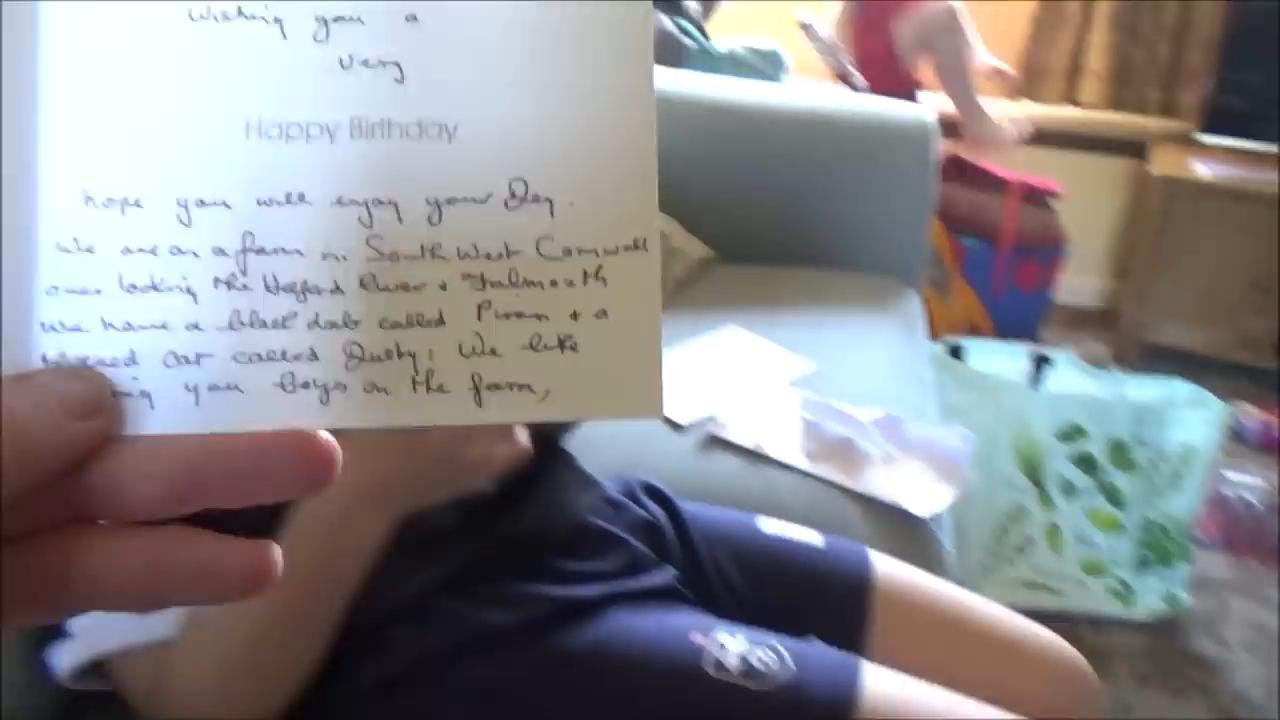 Wishing you a
very
Happy Birthday
hope you will enjoy your Day.
We are on a farm in South West Cornwall
over looking the Helford River + Falmouth
We have a black lab called Piran + a
cat called Dusty! We like
you boys on the farm,